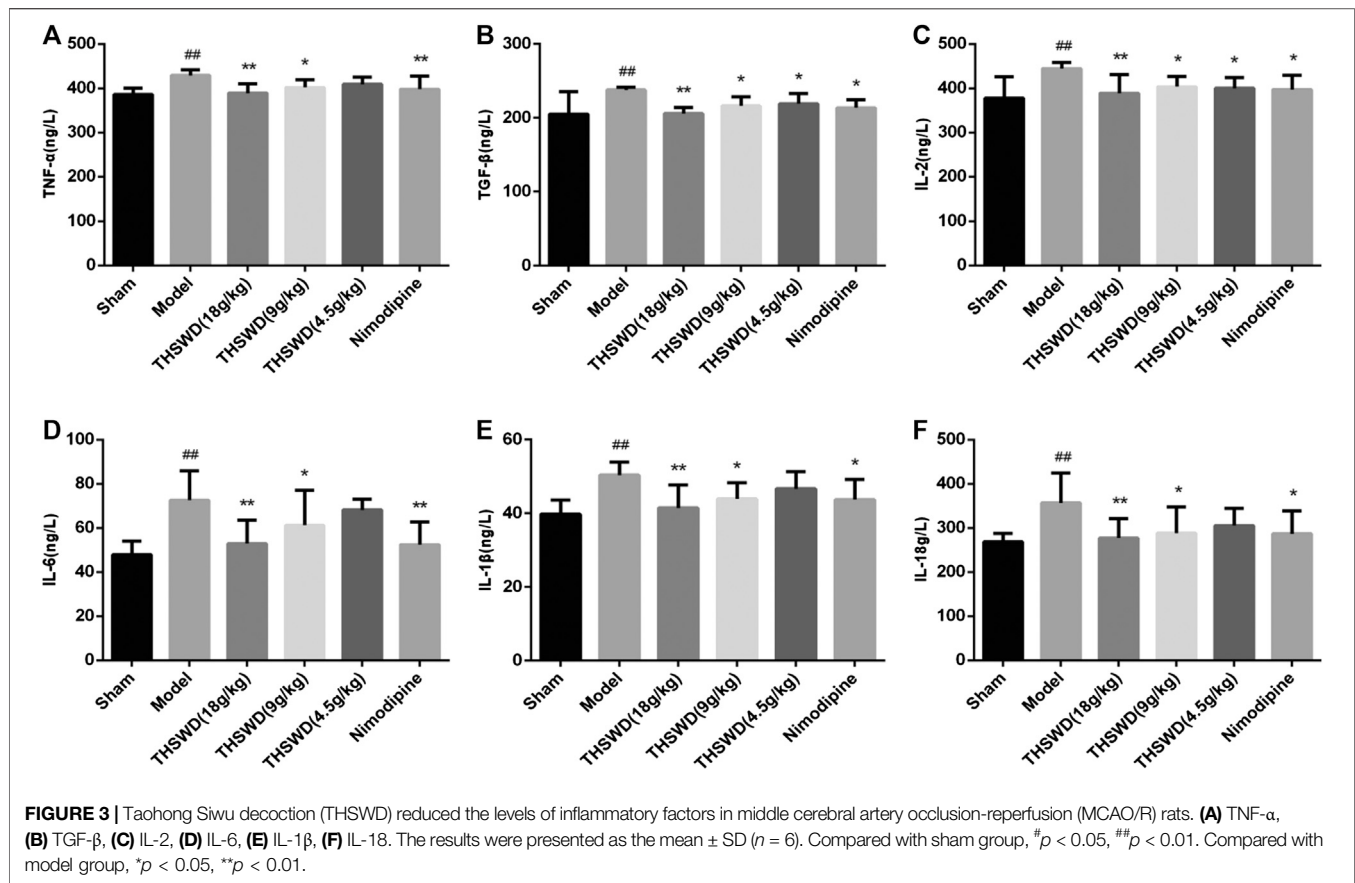 A
TNF-α(ng/L)
500
400
300
200
100
0
##
**
*
**
Sham
Model
THSWD(18g/kg)
THSWD(9g/kg)
THSWD(4.5g/kg)
Nimodipine
B
TGF-β(ng/L)
300
200
100
0
##
**
*
*
*
Sham
Model
THSWD(18g/kg)
THSWD(9g/kg)
THSWD(4.5g/kg)
Nimodipine
C
IL-2(ng/L)
500
400
300
200
100
0
##
**
*
*
*
Sham
Model
THSWD(18g/kg)
THSWD(9g/kg)
THSWD(4.5g/kg)
Nimodipine
D
IL-6(ng/L)
100
80
60
40
20
0
##
**
*
**
Sham
Model
THSWD(18g/kg)
THSWD(9g/kg)
THSWD(4.5g/kg)
Nimodipine
E
IL-1β(ng/L)
60
40
20
0
##
**
*
*
Sham
Model
THSWD(18g/kg)
THSWD(9g/kg)
THSWD(4.5g/kg)
Nimodipine
F
IL-18g/L)
500
400
300
200
100
0
##
**
*
*
Sham
Model
THSWD(18g/kg)
THSWD(9g/kg)
THSWD(4.5g/kg)
Nimodipine
FIGURE 3 | Taohong Siwu decoction (THSWD) reduced the levels of inflammatory factors in middle cerebral artery occlusion-reperfusion (MCAO/R) rats. (A) TNF-α,
(B) TGF-β, (C) IL-2, (D) IL-6, (E) IL-1β, (F) IL-18. The results were presented as the mean ± SD (n = 6). Compared with sham group, #p < 0.05, ##p < 0.01. Compared with
model group, *p < 0.05, **p < 0.01.